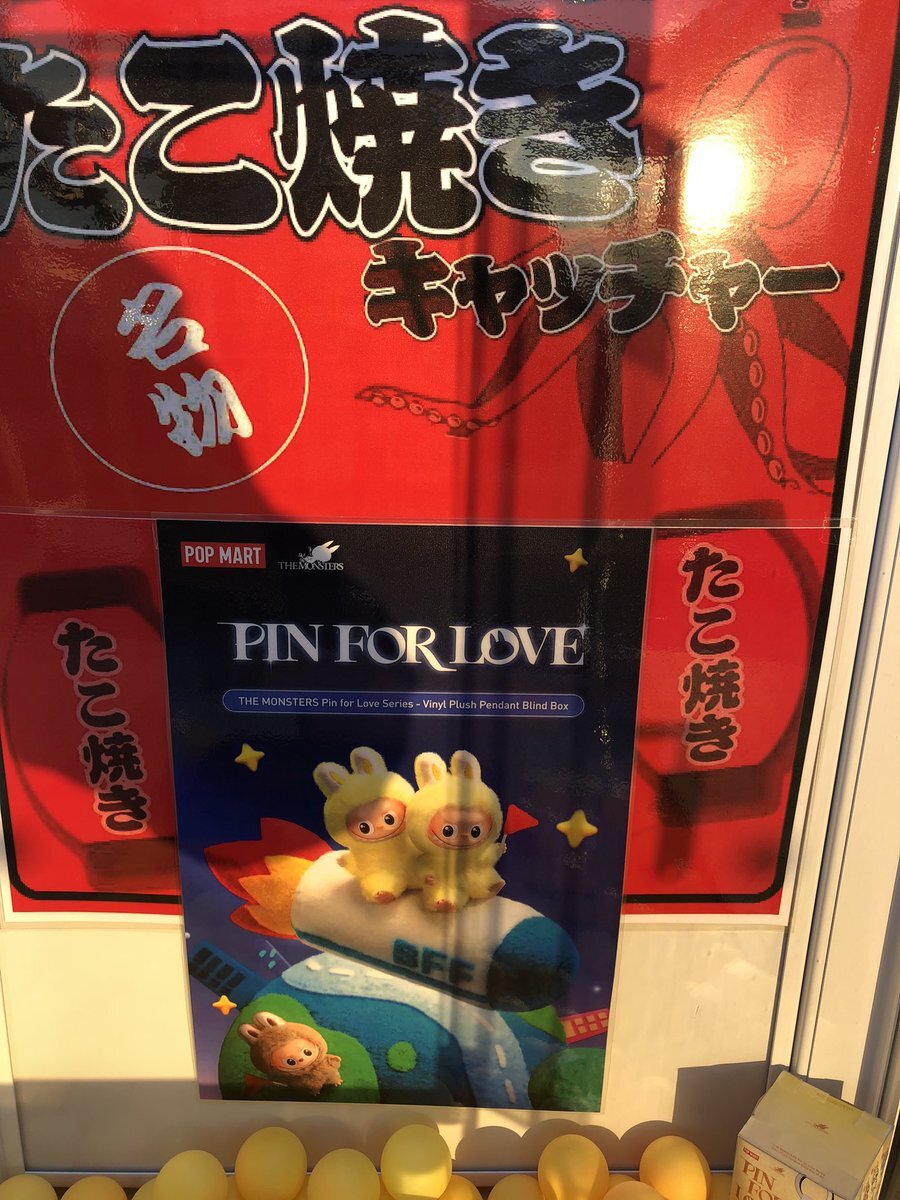 たこ焼き
キャッチャー
名物
POP MART
THE MONSTERS
PIN FOR LOVE
THE MONSTERS Pin for Love Series - Vinyl Plush Pendant Blind Box
たこ焼き
たこ焼き
BFF
POP MART
PIN